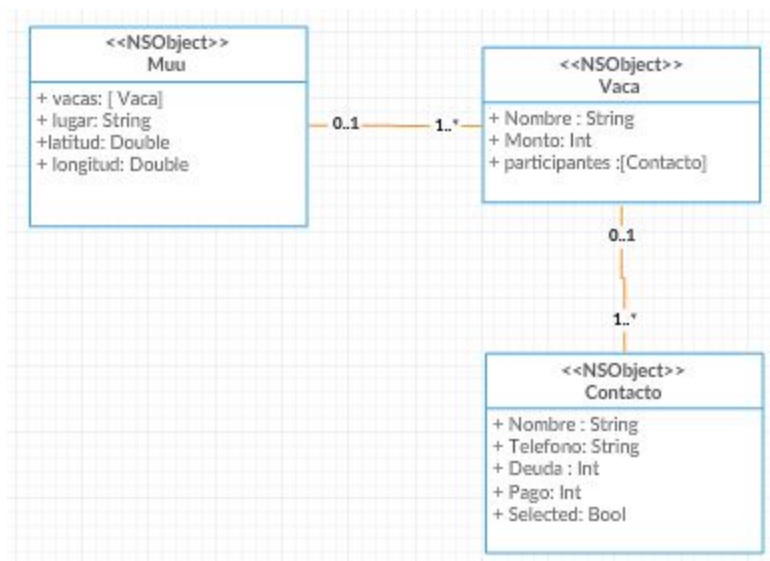 <<NSObject>>
Muu
+ vacas: [ Vaca]
+ lugar: String
+latitud: Double
+ longitud: Double
0..1
1..*
<<NSObject>>
Vaca
+ Nombre : String
+ Monto: Int
+ participantes :[Contacto]
0..1
1..*
<<NSObject>>
Contacto
+ Nombre : String
+ Telefono: String
+ Deuda : Int
+ Pago: Int
+ Selected: Bool